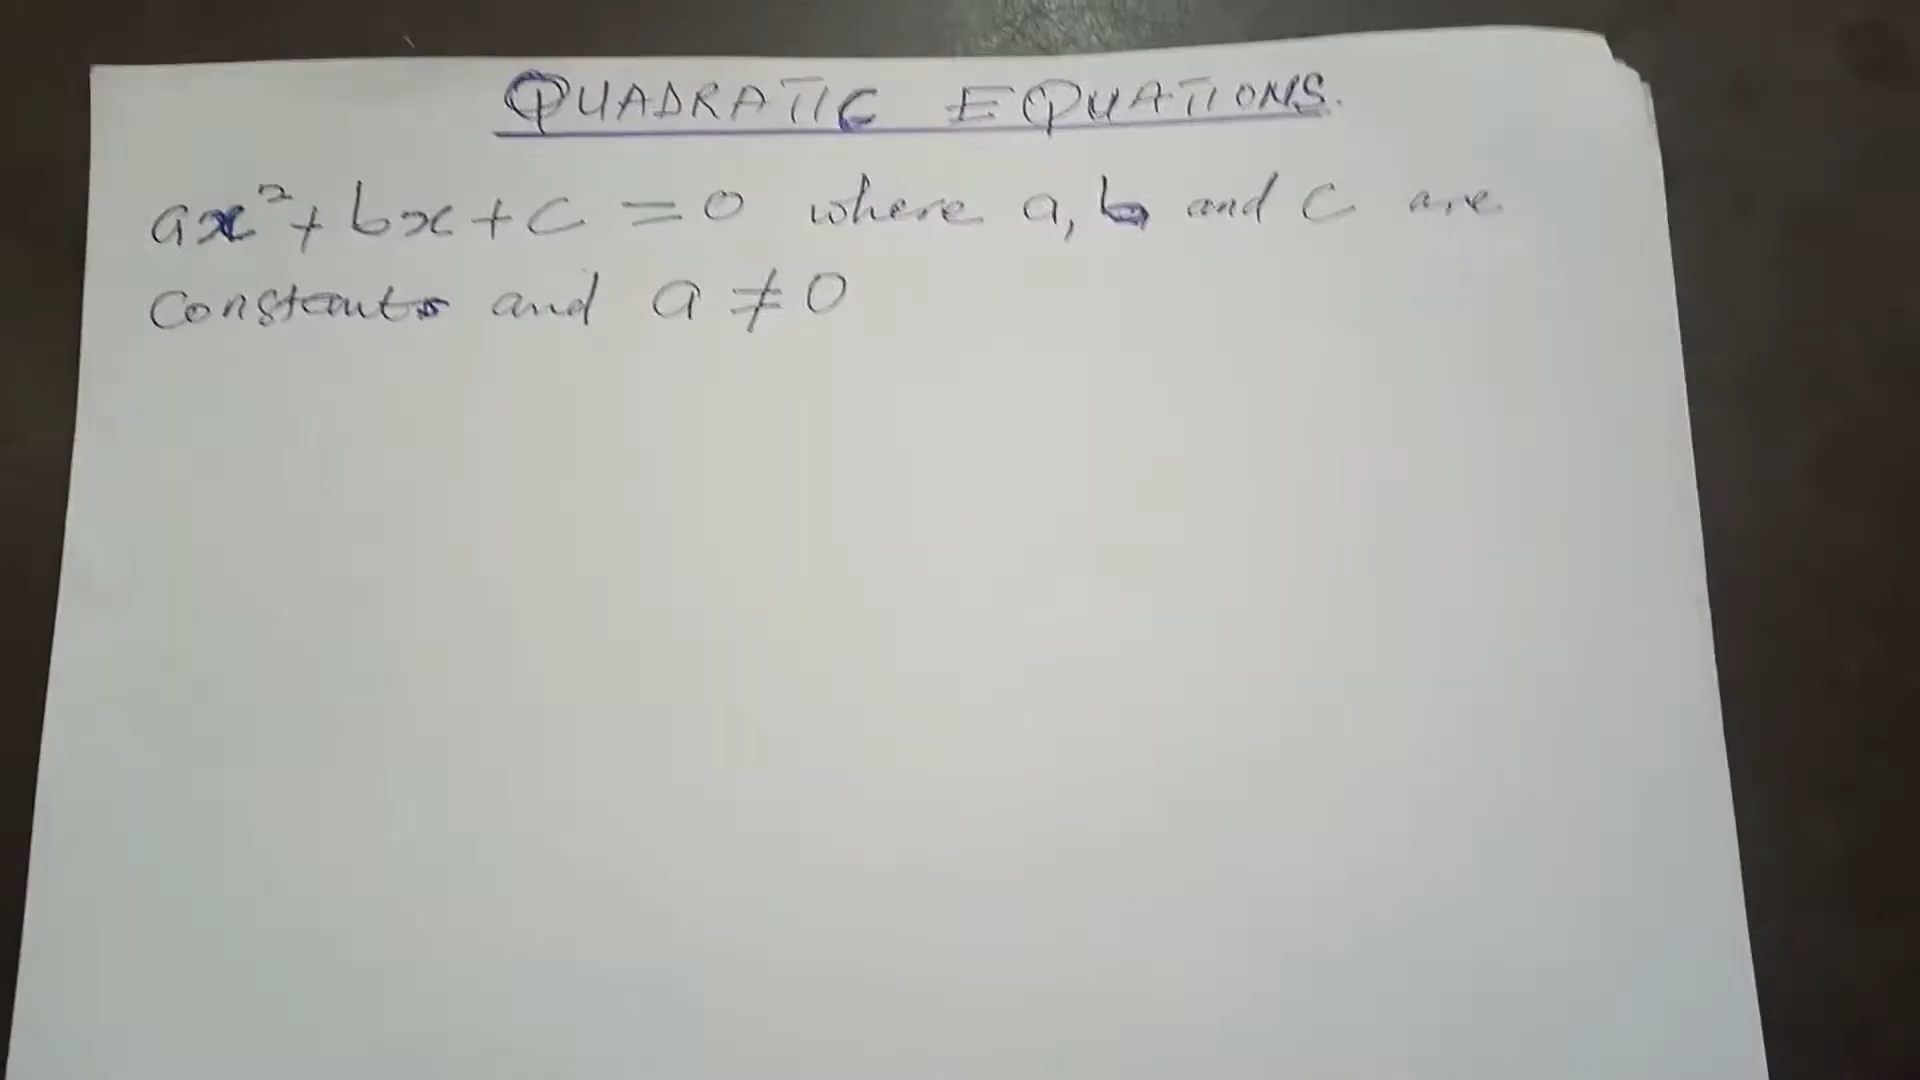 QUADRATIC EQUATIONS.
ax²+bx+c=0 where a, b and c are
constants and a ≠ 0